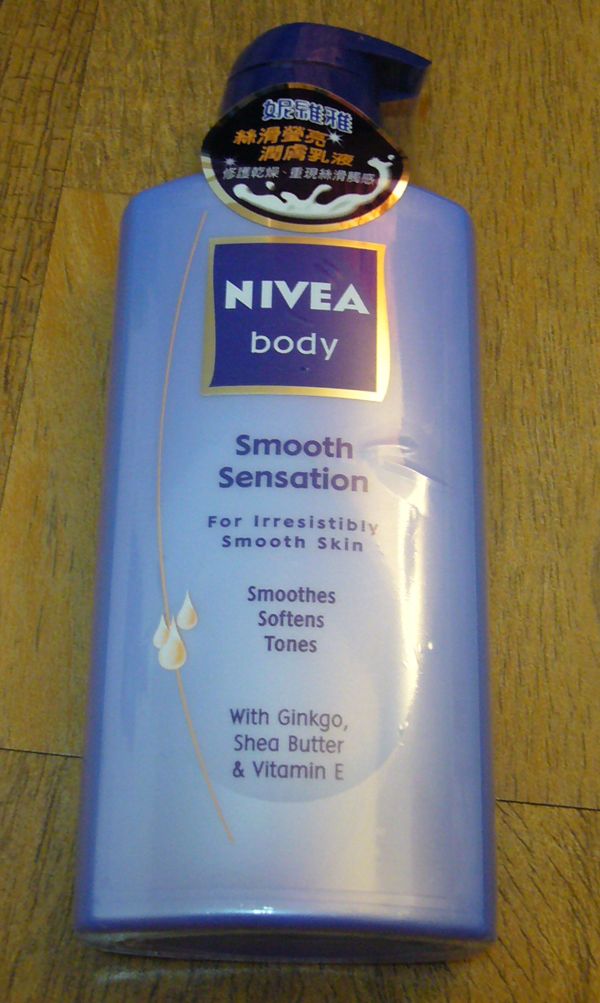 妮維雅
絲滑瑩亮
潤膚乳液
修護乾燥、重現絲滑觸感
NIVEA
body
Smooth
Sensation
For Irresistibly
Smooth Skin
Smoothes
Softens
Tones
With Ginkgo,
Shea Butter
& Vitamin E